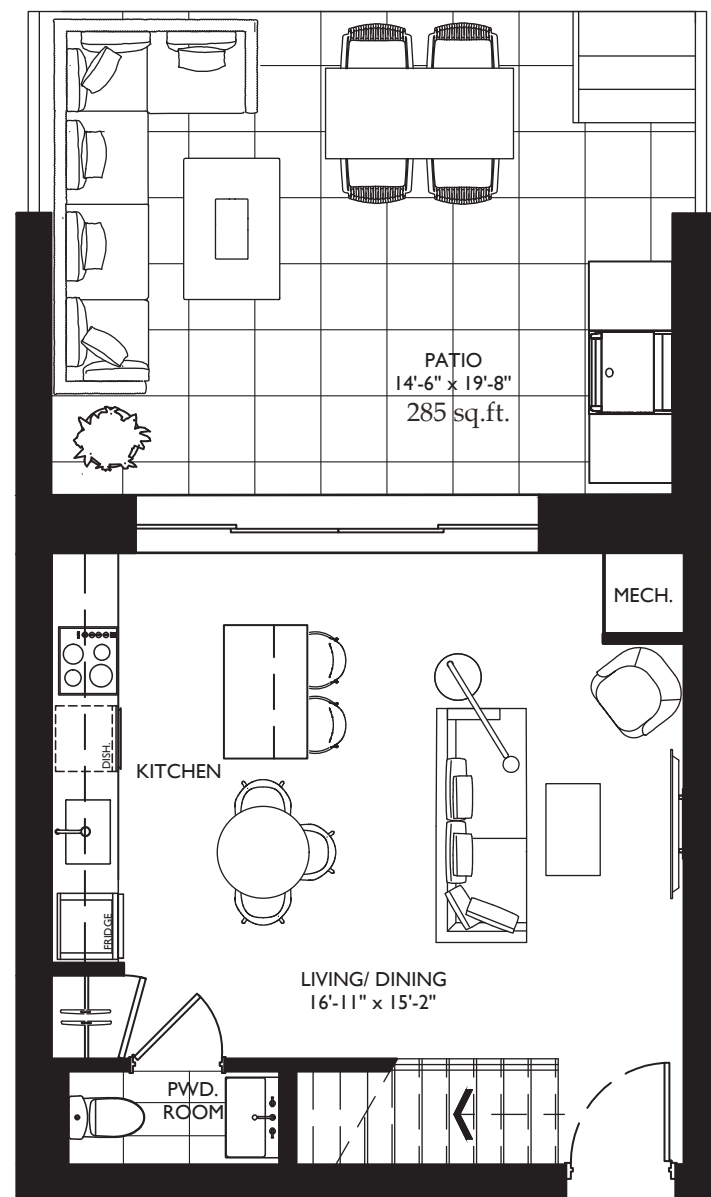 PATIO
14'-6" x 19'-8"
285 sq.ft.
MECH.
DISH.
KITCHEN
FRIDGE
LIVING/ DINING
16'-11" x 15'-2"
PWD.
ROOM